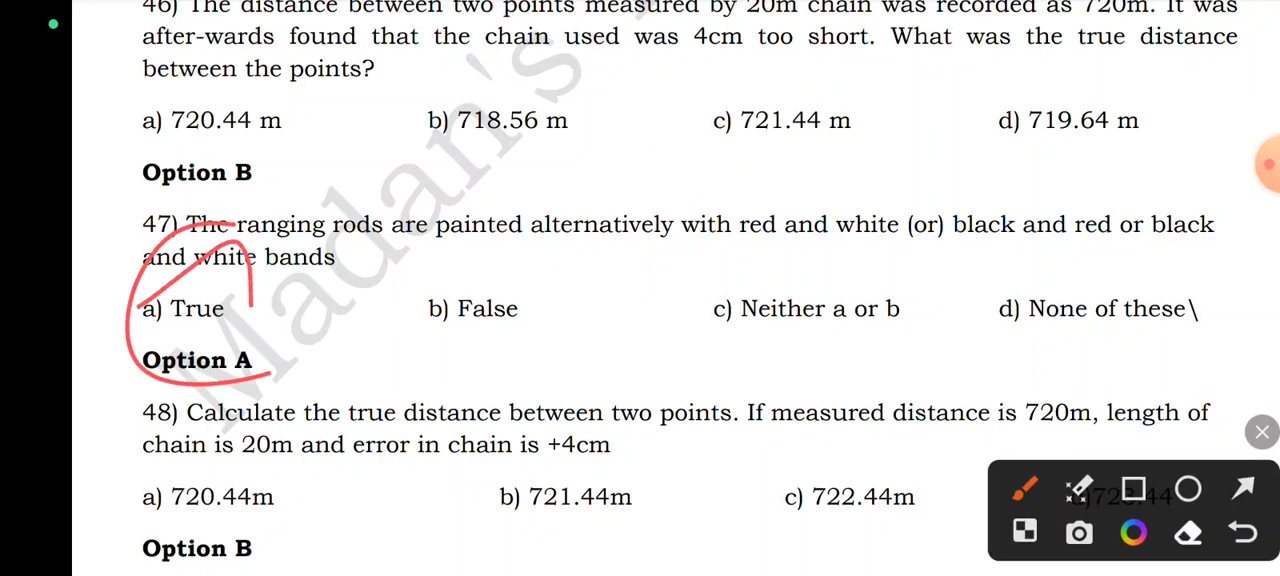 46) The distance between two points measured by 20m chain was recorded as 720m. It was
after-wards found that the chain used was 4cm too short. What was the true distance
between the points?
a) 720.44 m b) 718.56 m c) 721.44 m d) 719.64 m
Option B
47) The ranging rods are painted alternatively with red and white (or) black and red or black
and white bands
a) True b) False c) Neither a or b d) None of these\
Option A
48) Calculate the true distance between two points. If measured distance is 720m, length of
chain is 20m and error in chain is +4cm
a) 720.44m b) 721.44m c) 722.44m
Option B
Madan's